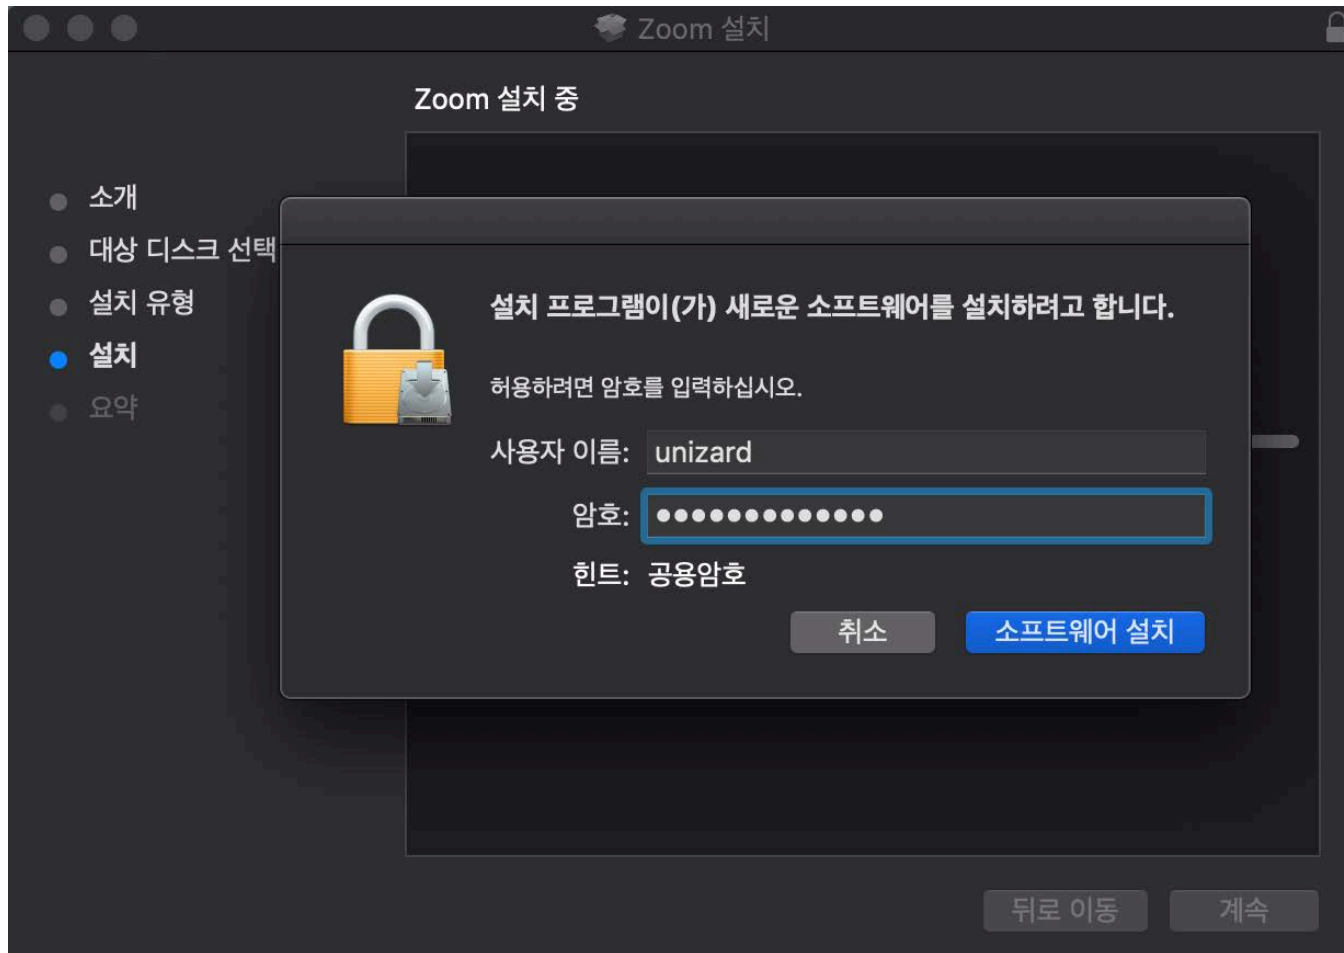 Zoom 설치
Zoom 설치 중
소개
대상 디스크 선택
설치 유형
설치
요약
설치 프로그램이(가) 새로운 소프트웨어를 설치하려고 합니다.
허용하려면 암호를 입력하십시오.
사용자 이름: unizard
암호: ●●●●●●●●●●●●●
힌트: 공용암호
취소 소프트웨어 설치
뒤로 이동 계속